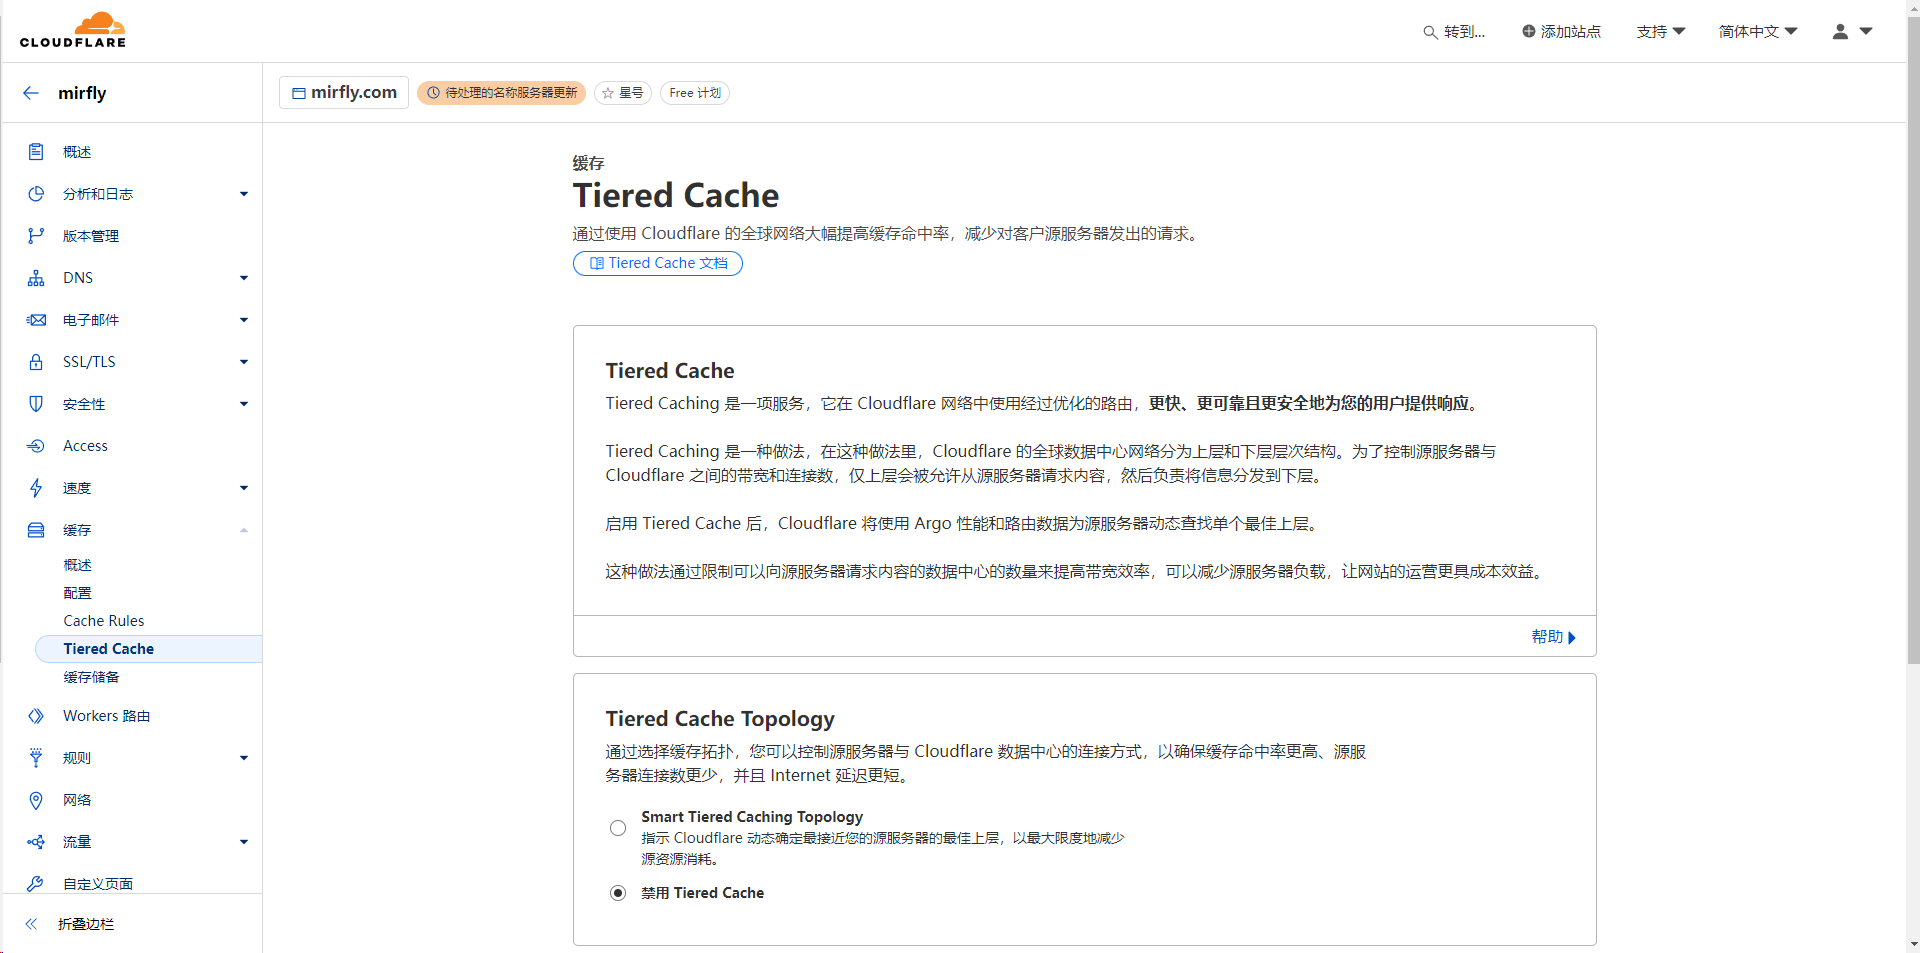 CLOUDFLARE
转到...
添加站点
支持
简体中文
mirfly
mirfly.com
待处理的名称服务器更新
星号
Free 计划
概述
分析和日志
版本管理
DNS
电子邮件
SSL/TLS
安全性
Access
速度
缓存
概述
配置
Cache Rules
Tiered Cache
缓存储备
Workers 路由
规则
网络
流量
自定义页面
折叠边栏
缓存
Tiered Cache
通过使用 Cloudflare 的全球网络大幅提高缓存命中率，减少对客户源服务器发出的请求。
Tiered Cache 文档
Tiered Cache
Tiered Caching 是一项服务，它在 Cloudflare 网络中使用经过优化的路由，更快、更可靠且更安全地为您的用户提供响应。
Tiered Caching 是一种做法，在这种做法里，Cloudflare 的全球数据中心网络分为上层和下层层次结构。为了控制源服务器与
Cloudflare 之间的带宽和连接数，仅上层会被允许从源服务器请求内容，然后负责将信息分发到下层。
启用 Tiered Cache 后，Cloudflare 将使用 Argo 性能和路由数据为源服务器动态查找单个最佳上层。
这种做法通过限制可以向源服务器请求内容的数据中心的数量来提高带宽效率，可以减少源服务器负载，让网站的运营更具成本效益。
帮助
Tiered Cache Topology
通过选择缓存拓扑，您可以控制源服务器与 Cloudflare 数据中心的连接方式，以确保缓存命中率更高、源服
务器连接数更少，并且 Internet 延迟更短。
Smart Tiered Caching Topology
指示 Cloudflare 动态确定最接近您的源服务器的最佳上层，以最大限度地减少
源资源消耗。
禁用 Tiered Cache